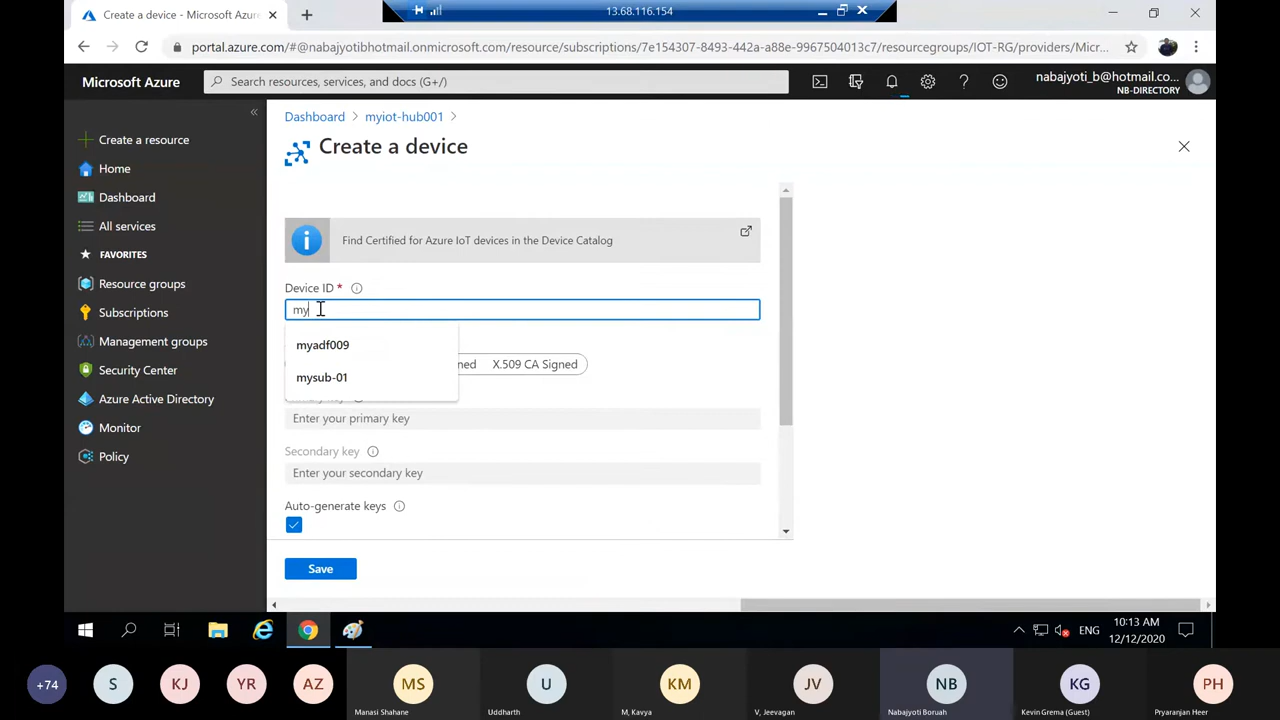 Create a device - Microsoft Azur
13.68.116.154
portal.azure.com/#@nabajyotibhotmail.onmicrosoft.com/resource/subscriptions/7e154307-8493-442a-a88e-9967504013c7/resourcegroups/IOT-RG/providers/Micr...
Microsoft Azure
Search resources, services, and docs (G+/)
nabajyoti_b@hotmail.co...
NB-DIRECTORY
Create a resource
Home
Dashboard
All services
FAVORITES
Resource groups
Subscriptions
Management groups
Security Center
Azure Active Directory
Monitor
Policy
Dashboard > myiot-hub001 >
Create a device
Find Certified for Azure IoT devices in the Device Catalog
Device ID *
my
myadf009
mysub-01
ned
X.509 CA Signed
Enter your primary key
Secondary key
Enter your secondary key
Auto-generate keys
Save
ENG
10:13 AM
12/12/2020
+74
S
KJ
YR
AZ
MS
Manasi Shahane
U
Uddharth
KM
M, Kavya
JV
V, Jeevagan
NB
Nabajyoti Boruah
KG
Kevin Grema (Guest)
PH
Pryaranjan Heer